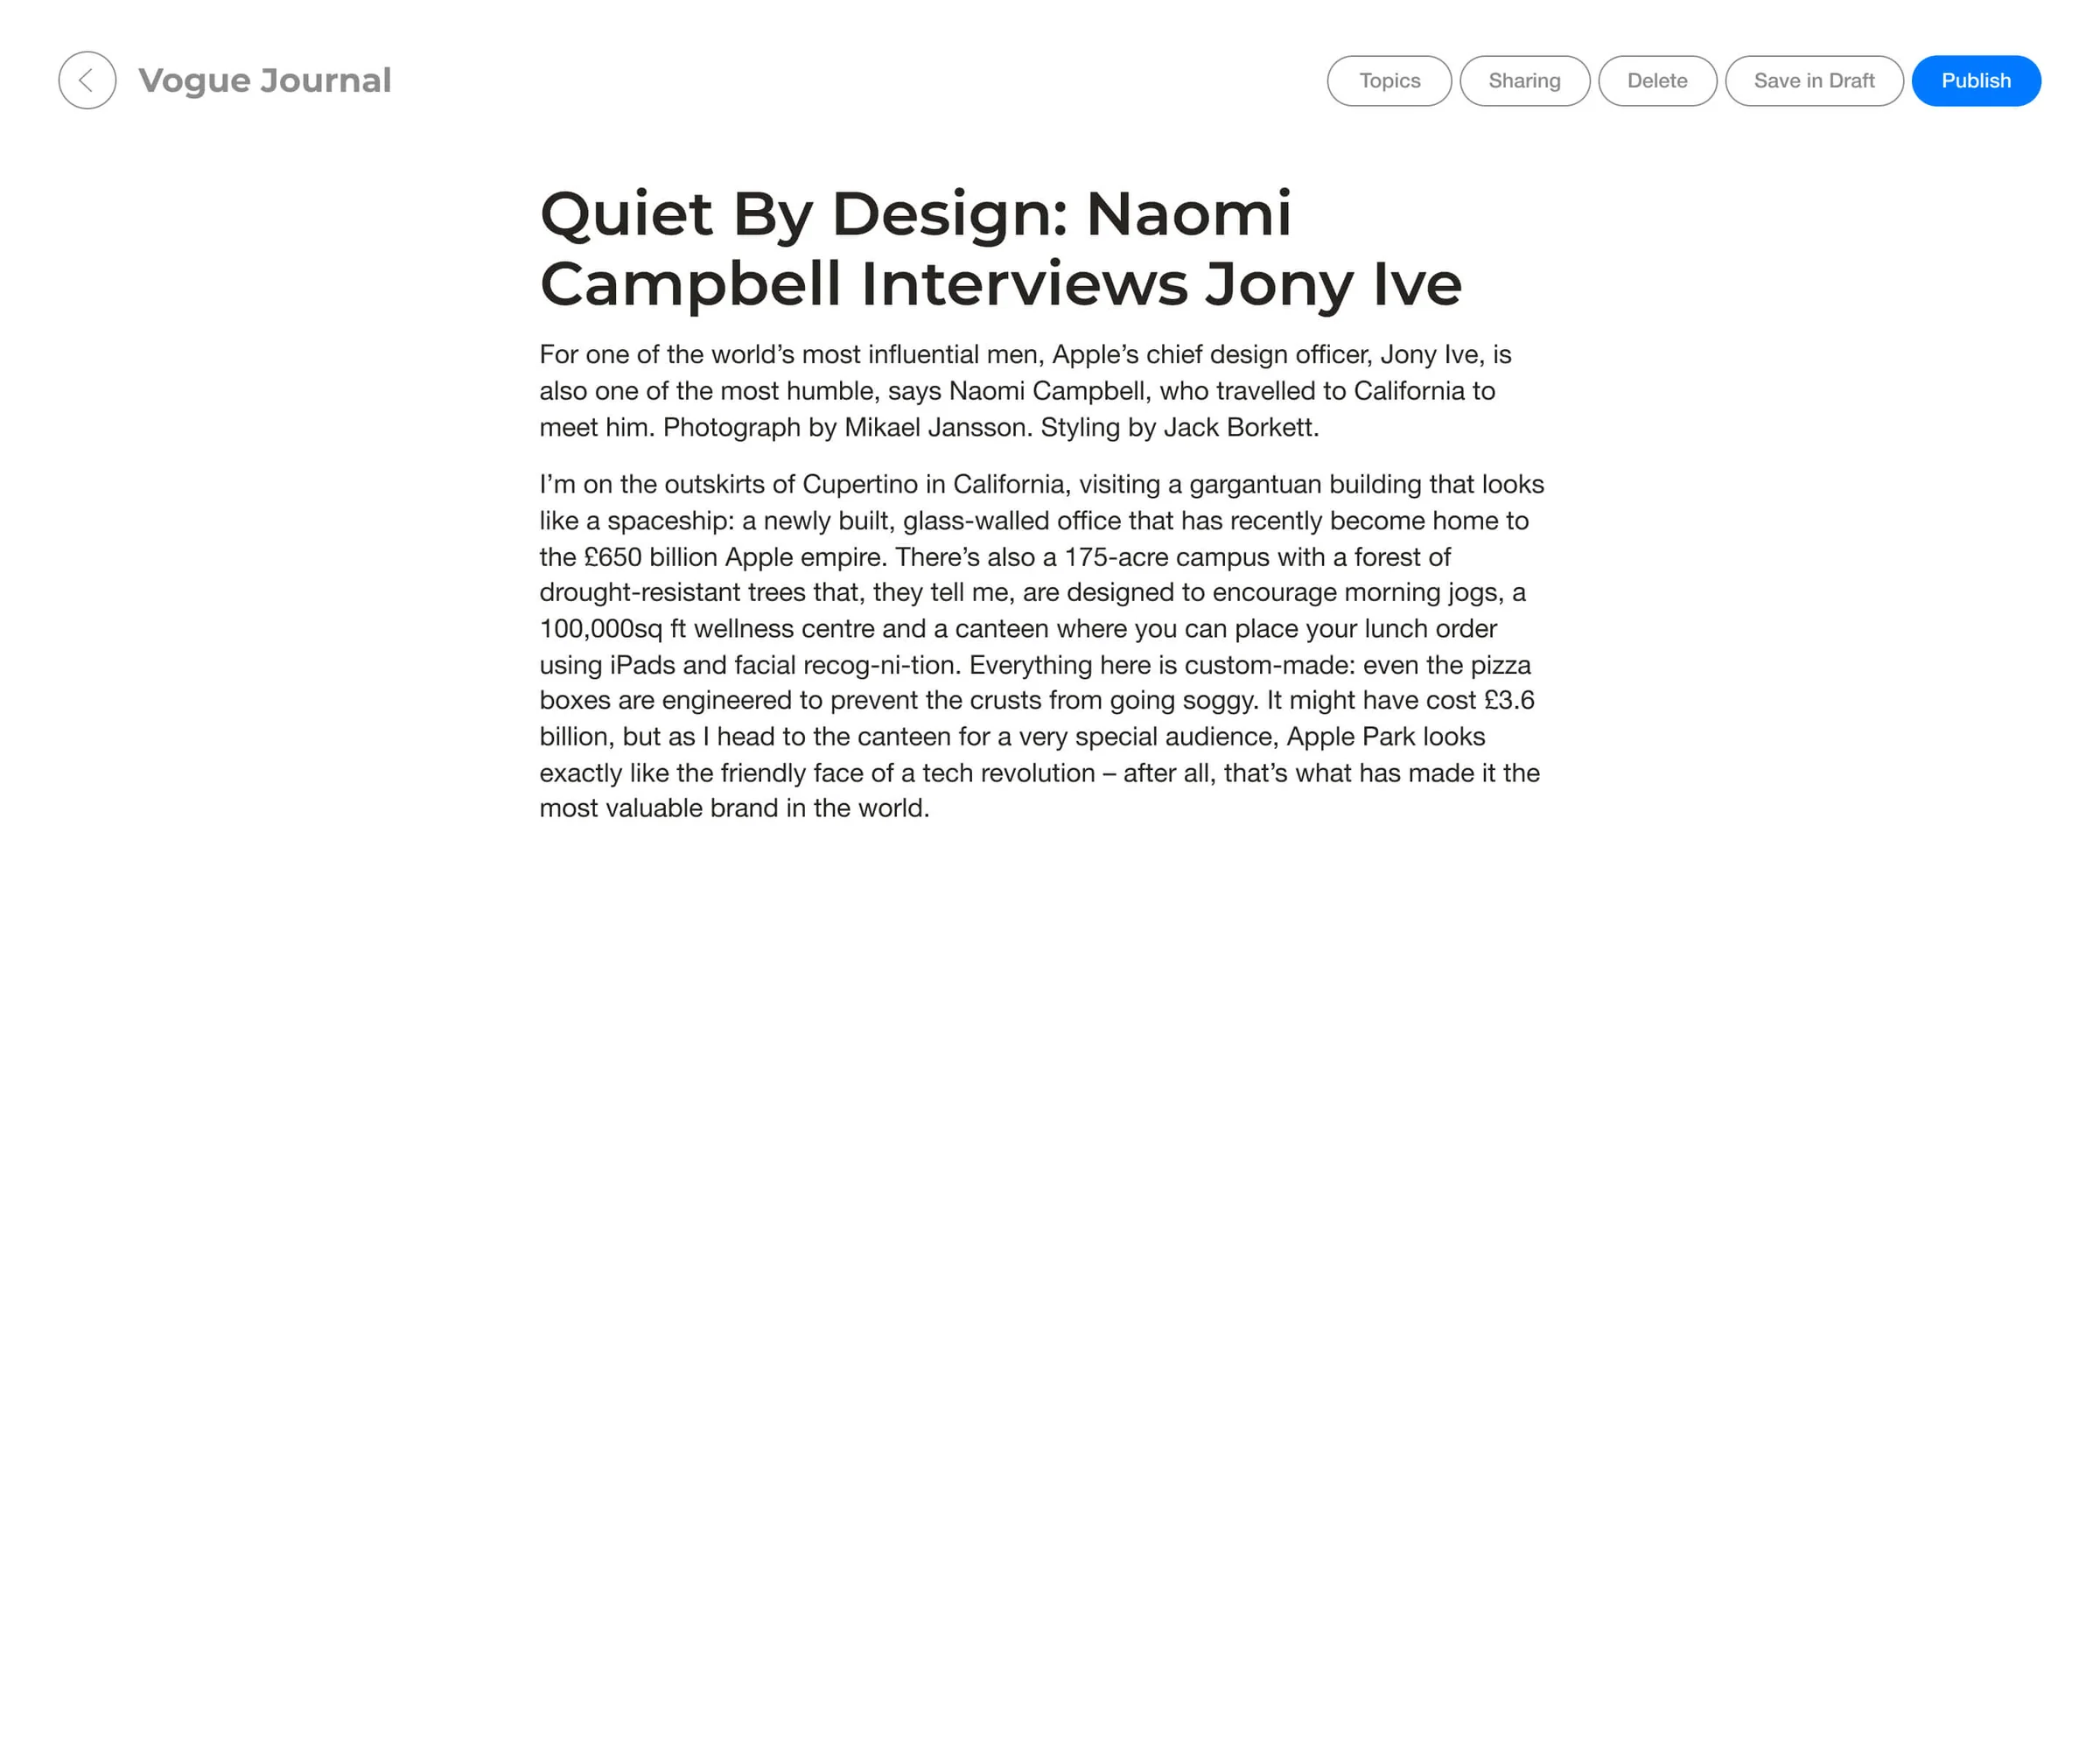 Vogue Journal
Topics
Sharing
Delete
Save in Draft
Publish
Quiet By Design: Naomi
Campbell Interviews Jony Ive
For one of the world’s most influential men, Apple’s chief design officer, Jony Ive, is
also one of the most humble, says Naomi Campbell, who travelled to California to
meet him. Photograph by Mikael Jansson. Styling by Jack Borkett.
I’m on the outskirts of Cupertino in California, visiting a gargantuan building that looks
like a spaceship: a newly built, glass-walled office that has recently become home to
the £650 billion Apple empire. There’s also a 175-acre campus with a forest of
drought-resistant trees that, they tell me, are designed to encourage morning jogs, a
100,000sq ft wellness centre and a canteen where you can place your lunch order
using iPads and facial recog-ni-tion. Everything here is custom-made: even the pizza
boxes are engineered to prevent the crusts from going soggy. It might have cost £3.6
billion, but as I head to the canteen for a very special audience, Apple Park looks
exactly like the friendly face of a tech revolution – after all, that’s what has made it the
most valuable brand in the world.